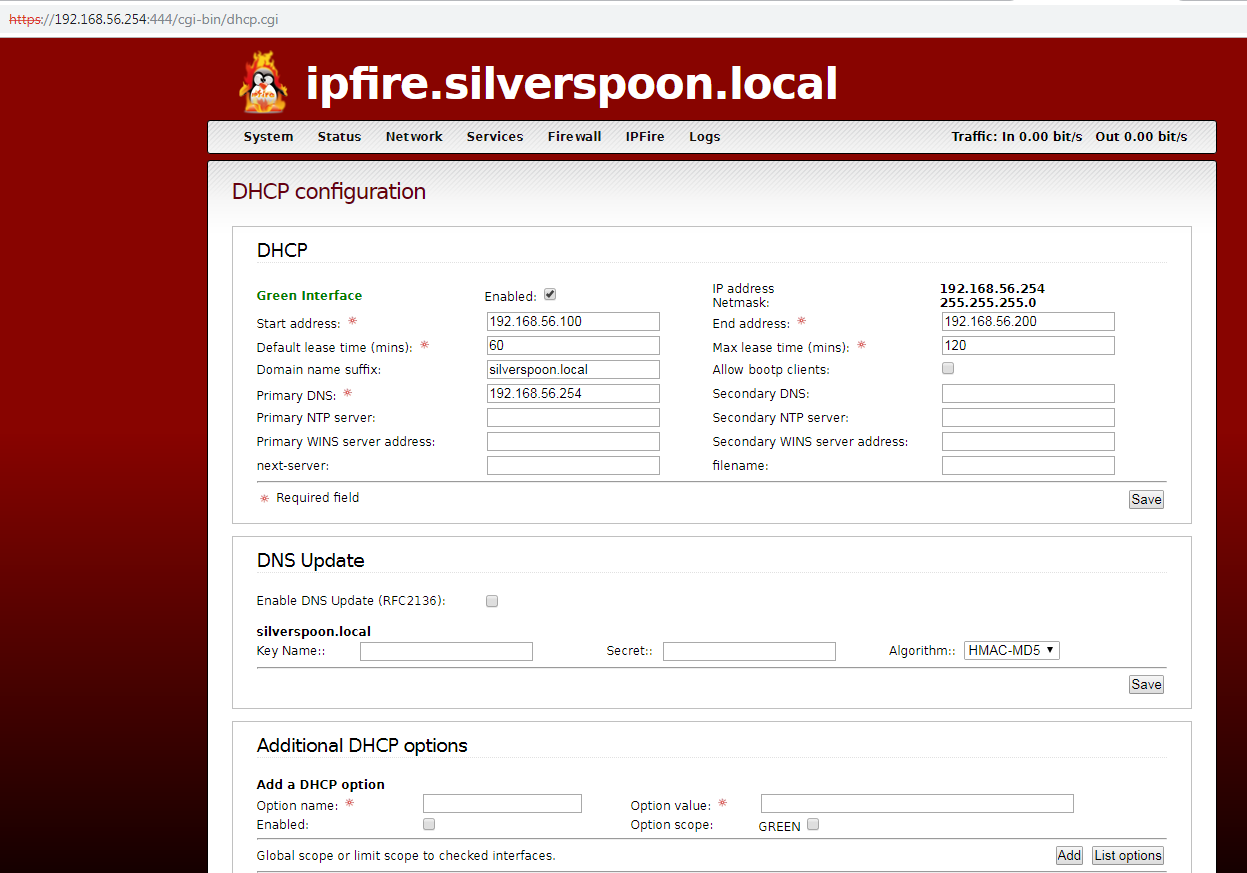 https://192.168.56.254:444/cgi-bin/dhcp.cgi
ipfire.silverspoon.local
System Status Network Services Firewall IPFire Logs Traffic: In 0.00 bit/s Out 0.00 bit/s
DHCP configuration
DHCP
Green Interface Enabled: IP address 192.168.56.254
Netmask: 255.255.255.0
Start address: * 192.168.56.100 End address: * 192.168.56.200
Default lease time (mins): * 60 Max lease time (mins): * 120
Domain name suffix: silverspoon.local Allow bootp clients:
Primary DNS: * 192.168.56.254 Secondary DNS:
Primary NTP server: Secondary NTP server:
Primary WINS server address: Secondary WINS server address:
next-server: filename:
* Required field Save
DNS Update
Enable DNS Update (RFC2136):
silverspoon.local
Key Name:: Secret:: Algorithm:: HMAC-MD5
Save
Additional DHCP options
Add a DHCP option
Option name: * Option value: *
Enabled: Option scope: GREEN
Global scope or limit scope to checked interfaces. Add List options